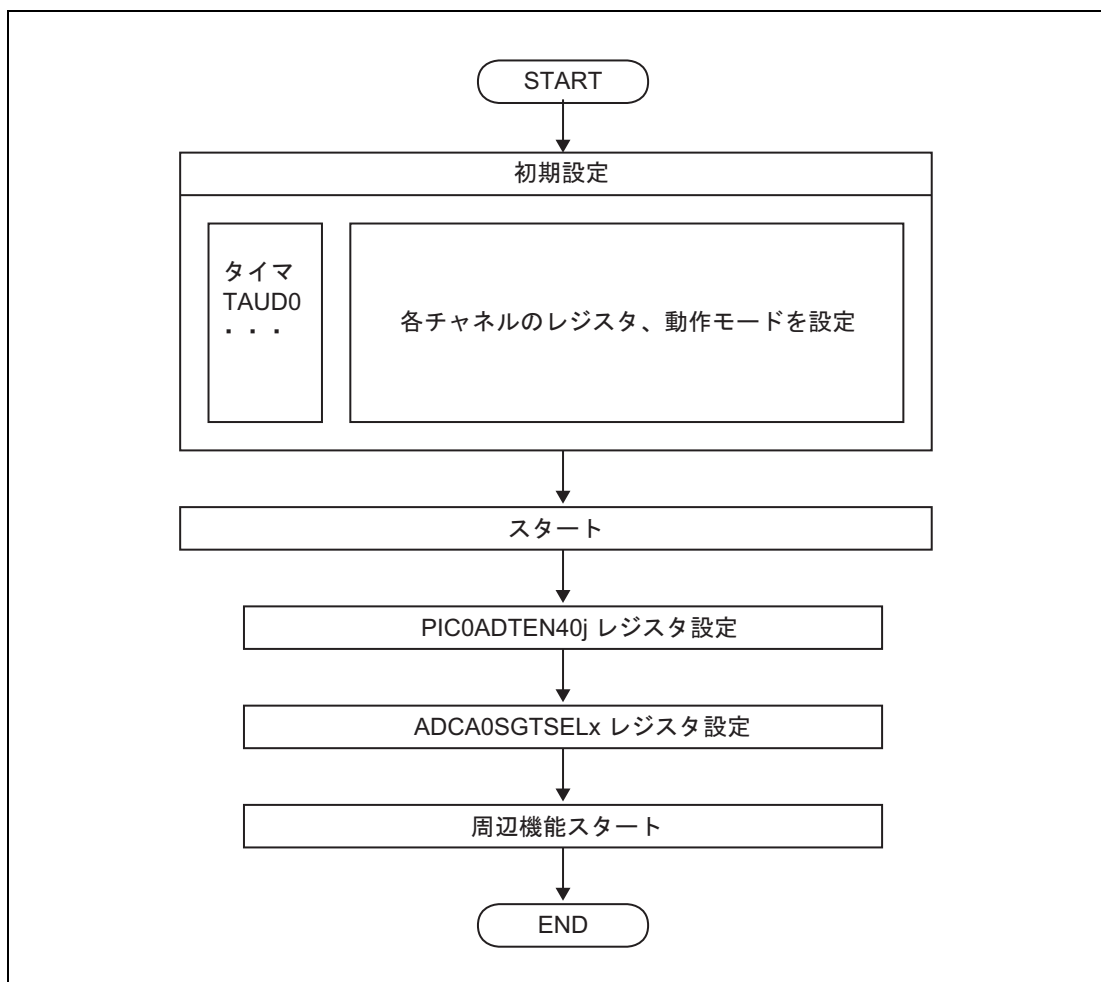 START
初期設定
タイマ
TAUD0
・・・
各チャネルのレジスタ、動作モードを設定
スタート
PIC0ADTEN40j レジスタ設定
ADCA0SGTSELx レジスタ設定
周辺機能スタート
END